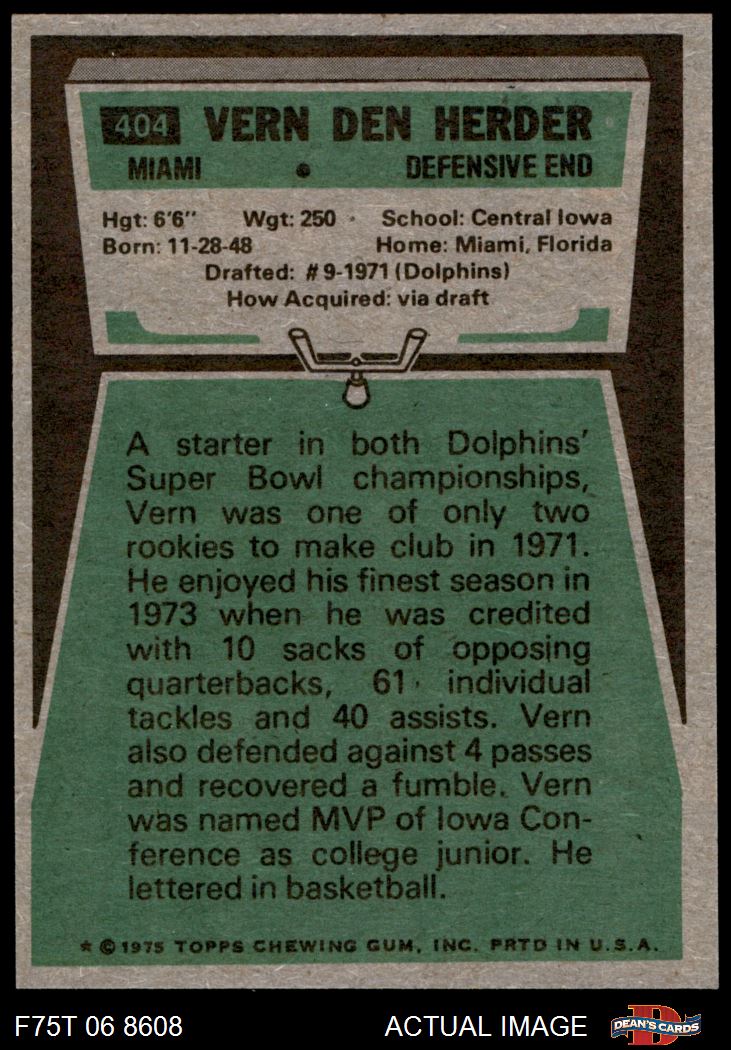 404 VERN DEN HERDER
MIAMI • DEFENSIVE END
Hgt: 6'6" Wgt: 250 School: Central Iowa
Born: 11-28-48 Home: Miami, Florida
Drafted: #9-1971 (Dolphins)
How Acquired: via draft
A starter in both Dolphins'
Super Bowl championships,
Vern was one of only two
rookies to make club in 1971.
He enjoyed his finest season in
1973 when he was credited
with 10 sacks of opposing
quarterbacks, 61 individual
tackles and 40 assists. Vern
also defended against 4 passes
and recovered a fumble. Vern
was named MVP of Iowa Con-
ference as college junior. He
lettered in basketball.
* © 1975 TOPPS CHEWING GUM, INC. PRTD IN U.S.A.
F75T 06 8608 ACTUAL IMAGE D DEAN'S CARDS